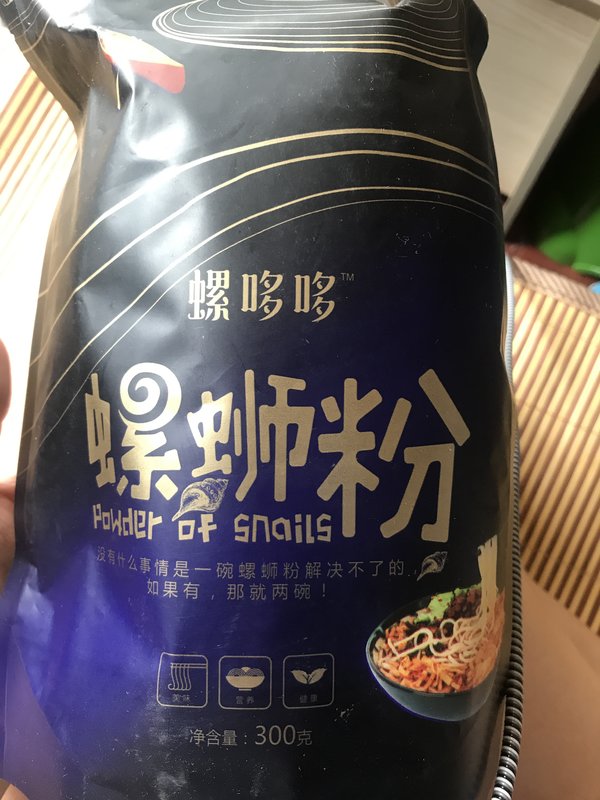 螺哆哆™
螺蛳粉
powder of snails
没有什么事情是一碗螺蛳粉解决不了的，
如果有，那就两碗！
美味 营养 健康
净含量：300克